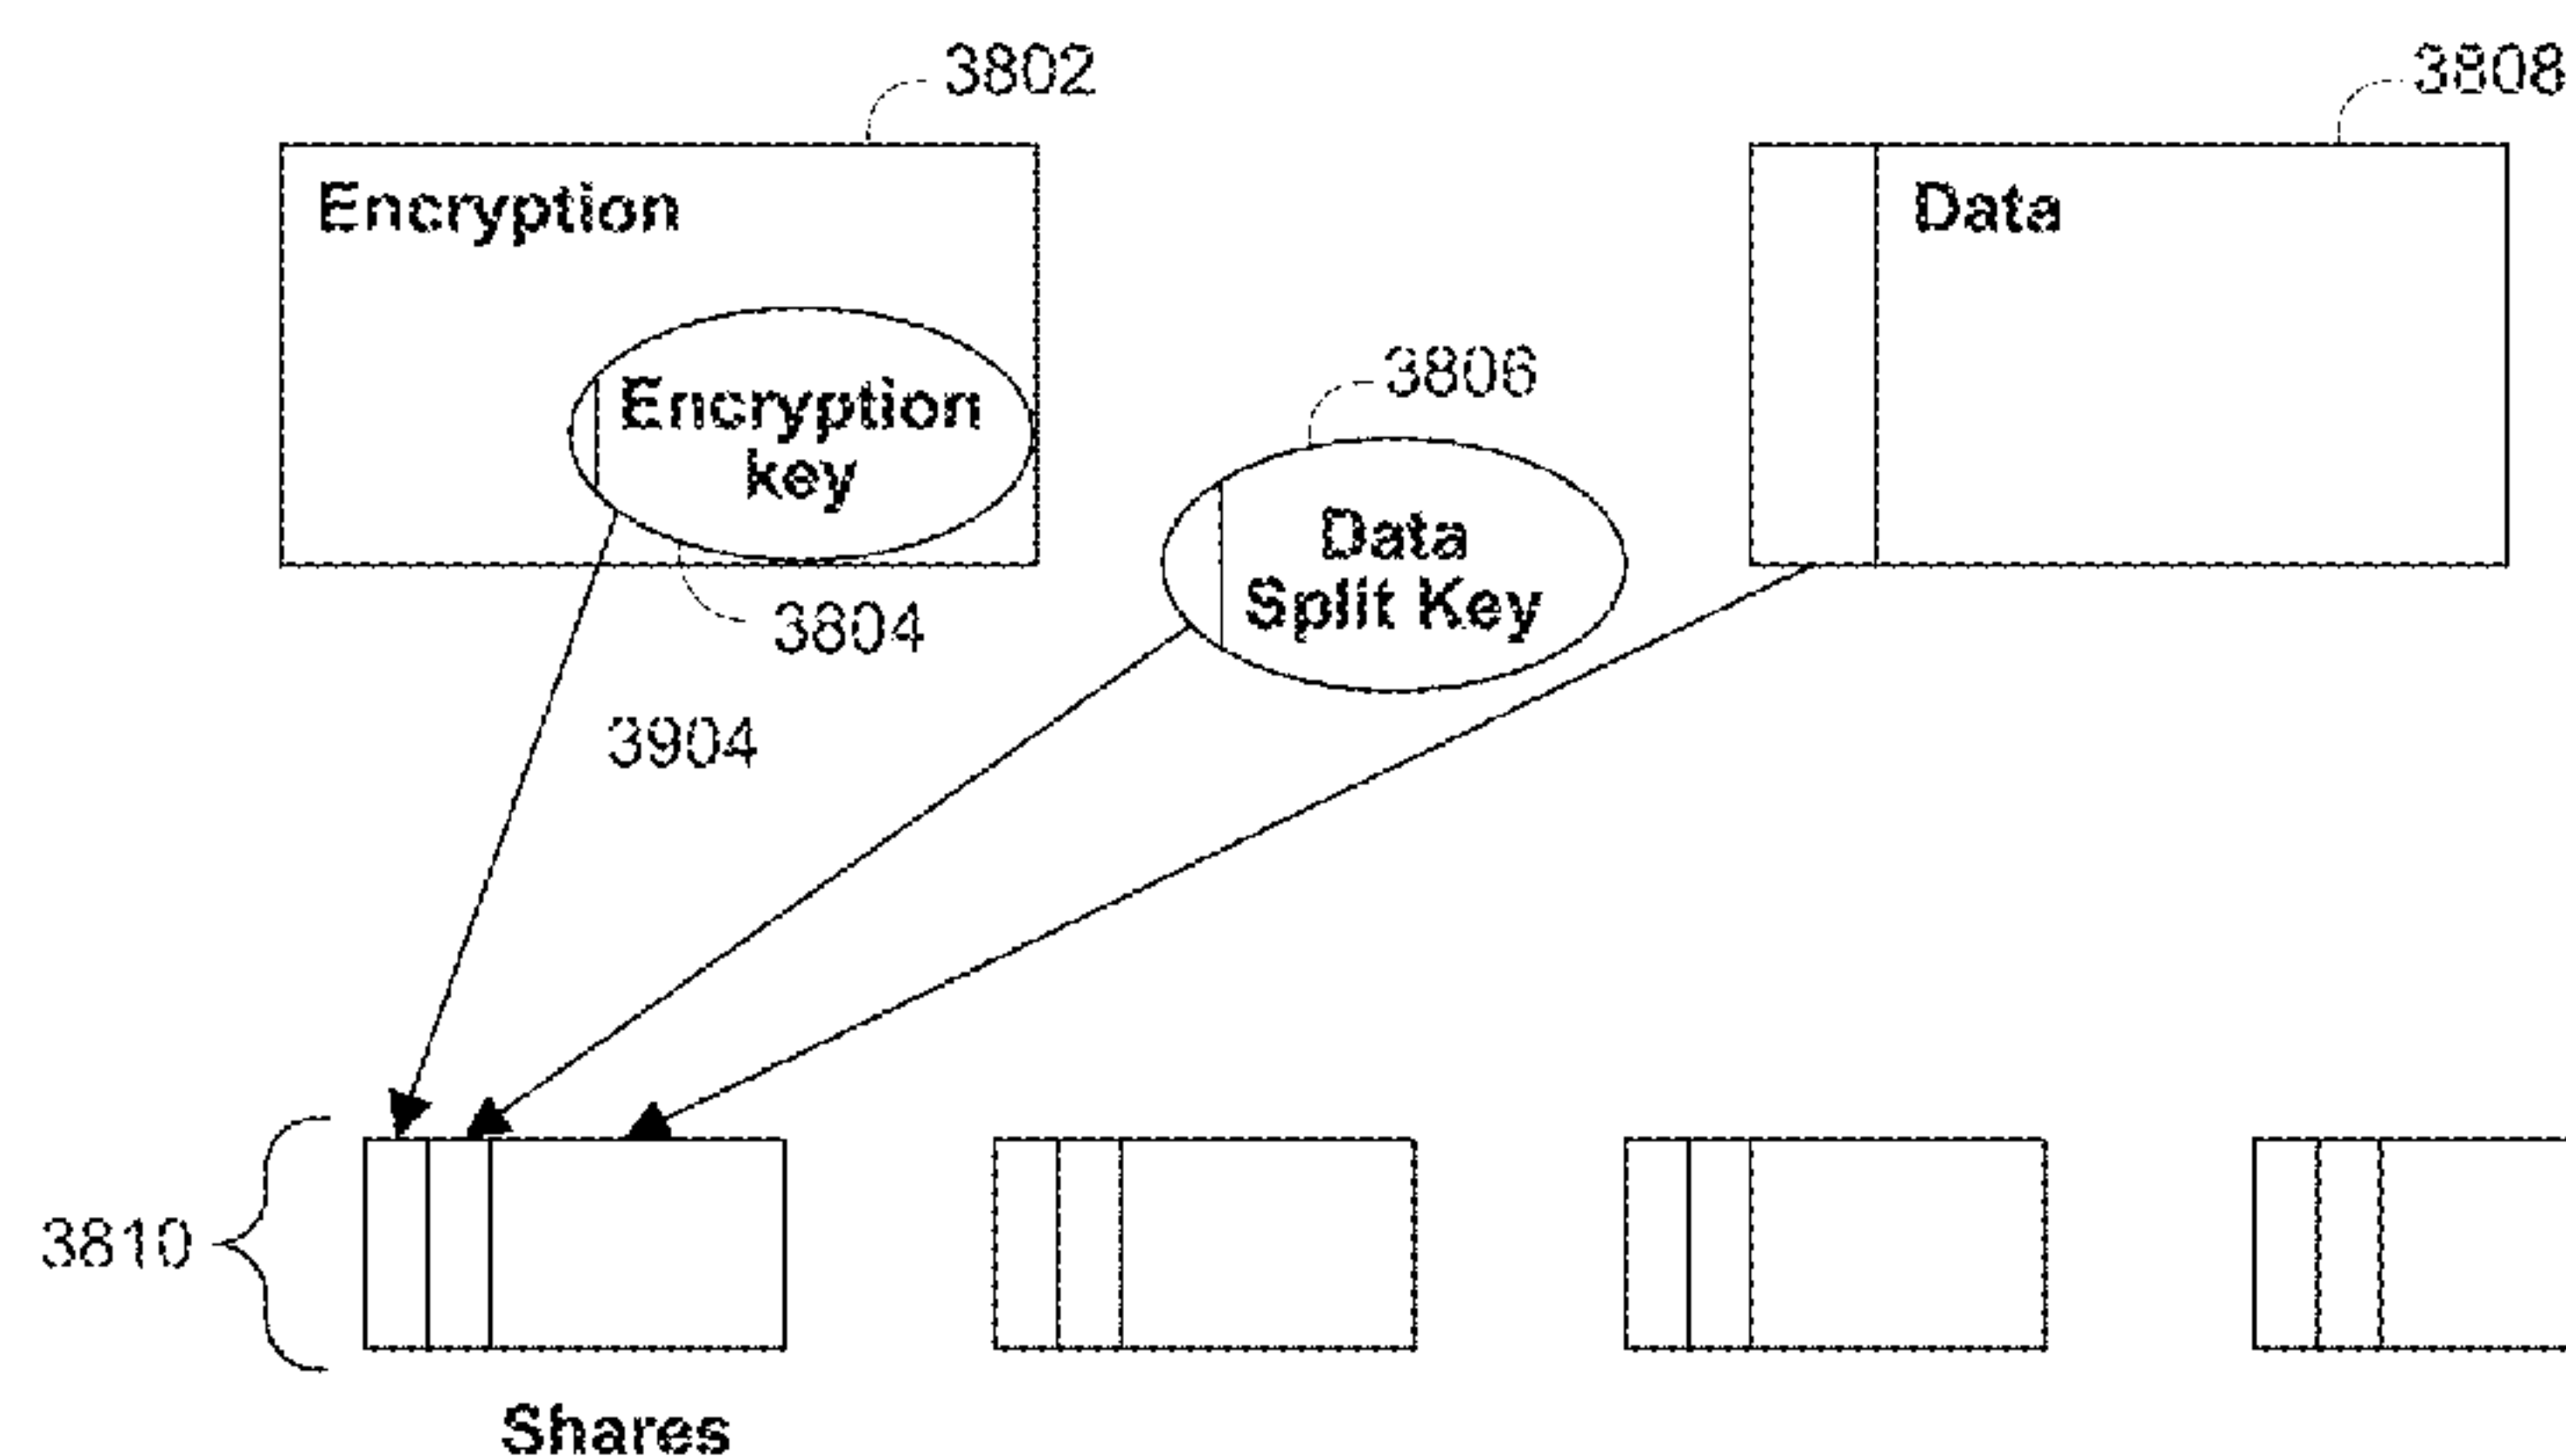 3802
3808
Encryption
Data
3806
Encryption
key
Data
Split Key
3804
3904
3810
Shares